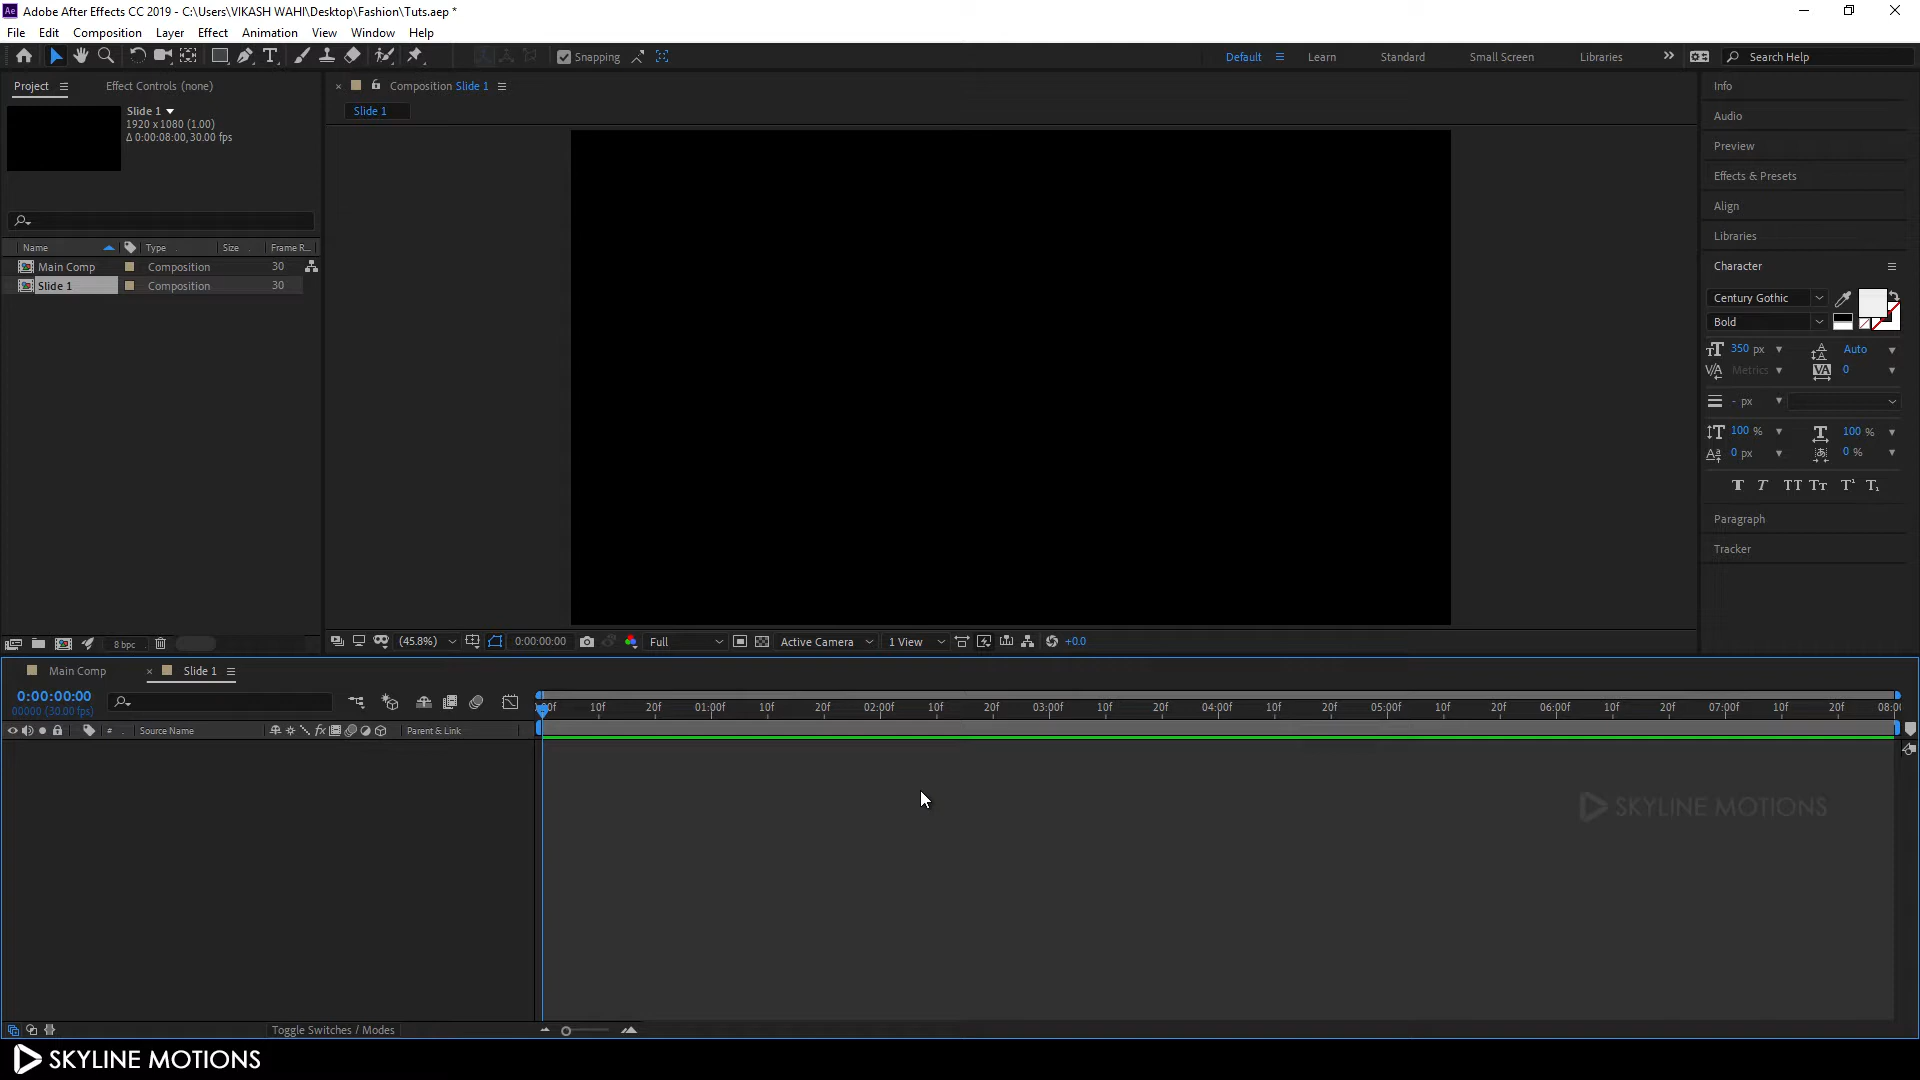 Adobe After Effects CC 2019 - C:\Users\VIKASH WAHI\Desktop\Fashion\Tuts.aep *
File Edit Composition Layer Effect Animation View Window Help
Snapping Default Learn Standard Small Screen Libraries Search Help
Project Effect Controls (none) Composition Slide 1 Info
Slide 1
1920 x 1080 (1.00)
Δ 0:00:08:00, 30.00 fps
Slide 1
Audio
Preview
Effects & Presets
Align
Libraries
Character
Century Gothic
Bold
350 px Auto
Metrics 0
- px
100 % 100 %
0 px 0 %
Paragraph
Tracker
Name Type Size Frame R...
Main Comp Composition 30
Slide 1 Composition 30
8 bpc (45.8%) 0:00:00:00 Full Active Camera 1 View +0.0
Main Comp Slide 1
0:00:00:00
00000 (30.00 fps)
:00f 10f 20f 01:00f 10f 20f 02:00f 10f 20f 03:00f 10f 20f 04:00f 10f 20f 05:00f 10f 20f 06:00f 10f 20f 07:00f 10f 20f 08:00
# Source Name Parent & Link
SKYLINE MOTIONS
Toggle Switches / Modes
SKYLINE MOTIONS